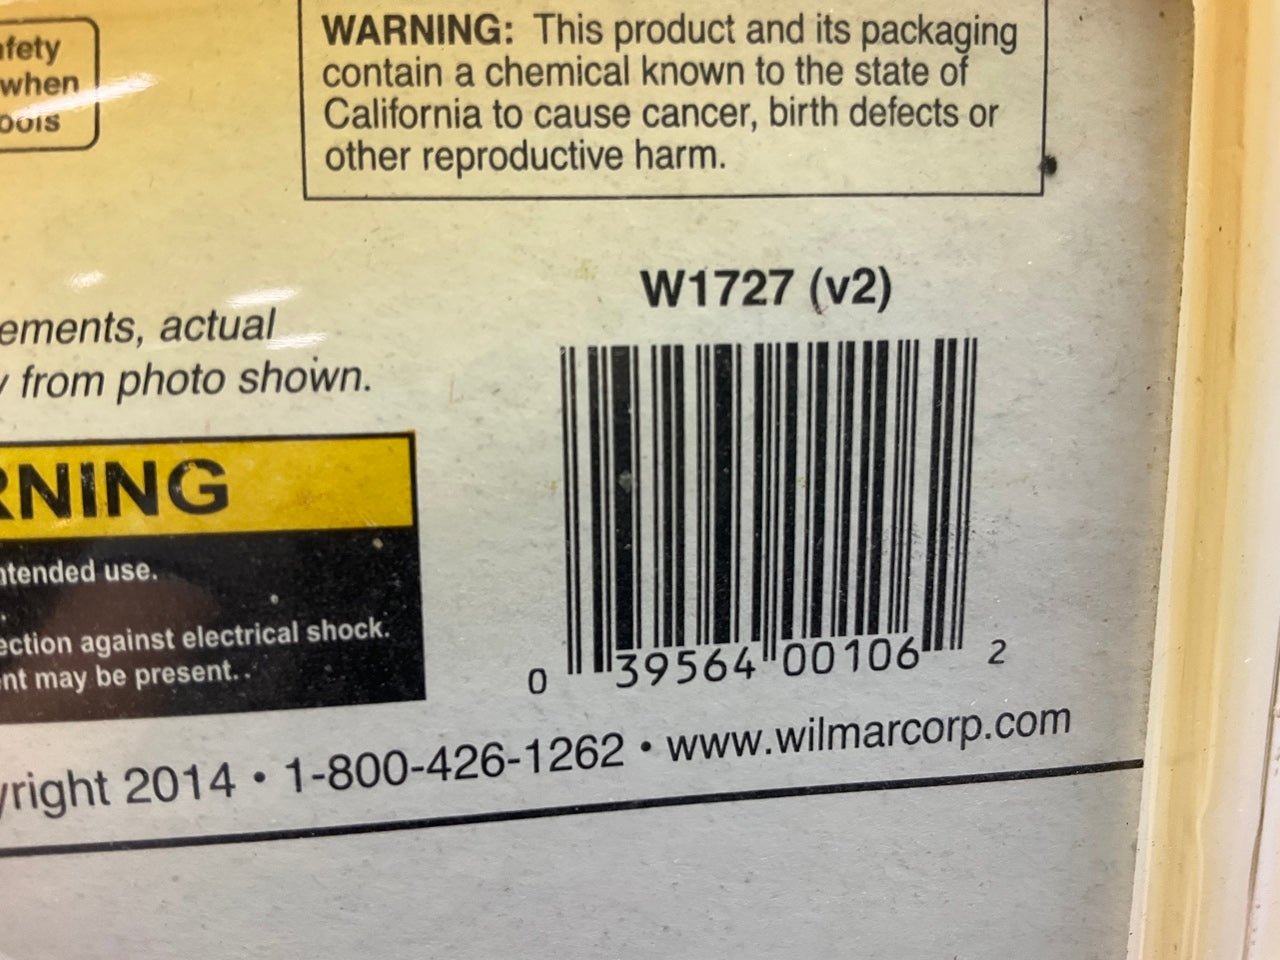 fety
when
ools
WARNING: This product and its packaging
contain a chemical known to the state of
California to cause cancer, birth defects or
other reproductive harm.
W1727 (v2)
ements, actual
from photo shown.
RNING
ntended use.
ection against electrical shock.
nt may be present..
0 39564 00106 2
yright 2014 • 1-800-426-1262 • www.wilmarcorp.com